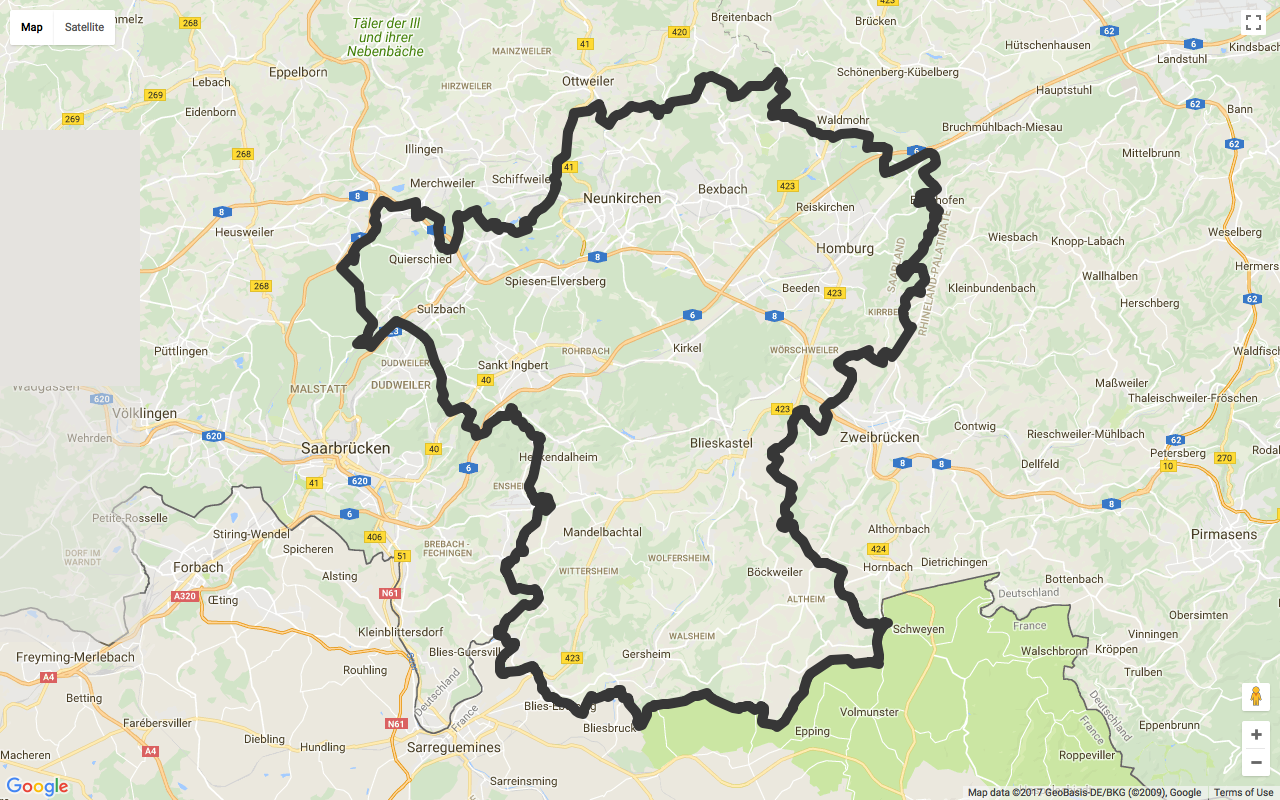 Map
Satellite
melz
268
Täler der Ill
und ihrer
Nebenbäche
Breitenbach
Brücken
423
420
41
MAINZWEILER
62
6
Hütschenhausen
Kindsbach
Landstuhl
Lebach
Eppelborn
Ottweiler
HIRZWEILER
Schönenberg-Kübelberg
Hauptstuhl
269
269
Eidenborn
62
Bann
Waldmohr
Bruchmühlbach-Miesau
268
Illingen
6
62
Mittelbrunn
41
Schiffweiler
Merchweiler
8
Neunkirchen
Bexbach
423
8
Reiskirchen
Heusweiler
Wiesbach
Knopp-Labach
Weselberg
Homburg
Quierschied
8
SAARLAND
RHINELAND-PALATINATE
Hermers
Wallhalben
268
Spiesen-Elversberg
Beeden
423
Kleinbundenbach
62
Herschberg
Sulzbach
6
8
KIRRBE
Püttlingen
DUDWEILER
ROHRBACH
Kirkel
WÖRSCHWEILER
Waldfisch
Sankt Ingbert
40
DUDWEILER
MALSTATT
Maßweiler
Thaleischweiler-Fröschen
Wadgassen
620
Völklingen
423
Wehrden
620
Saarbrücken
40
Blieskastel
Zweibrücken
Contwig
Rieschweiler-Mühlbach
62
Petersberg
Rodal
270
10
Dellfeld
8
8
6
620
41
ENSHEI
8
Petite-Rosselle
6
Mandelbachtal
Althornbach
Stiring-Wendel
406
Pirmasens
Spicheren
51
BREBACH -
FECHINGEN
424
DORF IM
WARNDT
WOLFERSHEIM
Dietrichingen
Forbach
WITTERSHEIM
Böckweiler
Hornbach
Alsting
Bottenbach
Deutschland
A320
Œting
N61
ALTHEIM
Obersimten
France
Schweyen
Vinningen
Kleinblittersdorf
WALSHEIM
Walschbronn
Kröppen
Freyming-Merlebach
Blies-Guersvill
423
Gersheim
Trulben
Rouhling
A4
Deutschland
France
Betting
Deutschland
France
Volmunster
Farébersviller
N61
Bliesbruck
Epping
Eppenbrunn
Diebling
Hundling
Sarreguemines
Macheren
A4
Roppeviller
Sarreinsming
Google
Map data ©2017 GeoBasis-DE/BKG (©2009), Google
Terms of Use